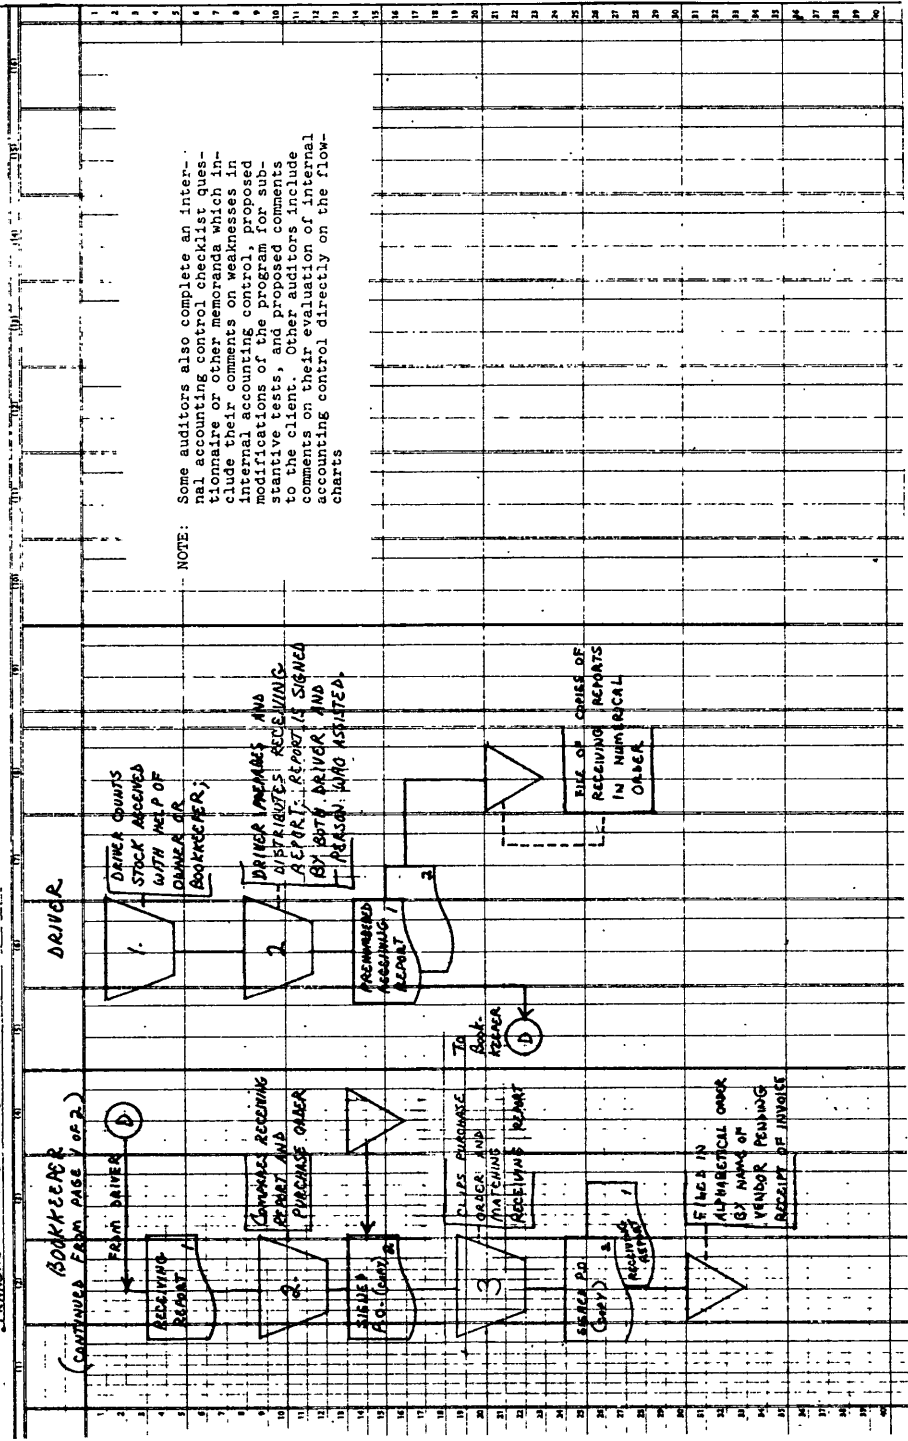 BOOKKEEPER
(CONTINUED FROM PAGE 1 OF 2)
FROM DRIVER
D
RECEIVING
REPORT
1
2.
COMPARES RECEIVING
REPORT AND
PURCHASE ORDER
SIGNED
P.O. (COPY)
2
3
CLIPS PURCHASE
ORDER AND
MATCHING
RECEIVING REPORT
SIGNED P.O.
(COPY)
2
RECEIVING
REPORT
1
FILED IN
ALPHABETICAL ORDER
BY NAME OF
VENDOR PENDING
RECEIPT OF INVOICE
DRIVER
1.
DRIVER COUNTS
STOCK RECEIVED
WITH HELP OF
OWNER OR
BOOKKEEPER;
2
DRIVER PREPARES AND
DISTRIBUTES RECEIVING
REPORT. REPORT IS SIGNED
BY BOTH DRIVER AND
PERSON WHO ASSISTED.
PRENUMBERED
RECEIVING
REPORT
1
2
TO
BOOK-
KEEPER
D
FILE OF COPIES OF
RECEIVING REPORTS
IN NUMERICAL
ORDER
NOTE: Some auditors also complete an inter-
nal accounting control checklist ques-
tionnaire or other memoranda which in-
clude their comments on weaknesses in
internal accounting control, proposed
modifications of the program for sub-
stantive tests, and proposed comments
to the client. Other auditors include
comments on their evaluation of internal
accounting control directly on the flow-
charts